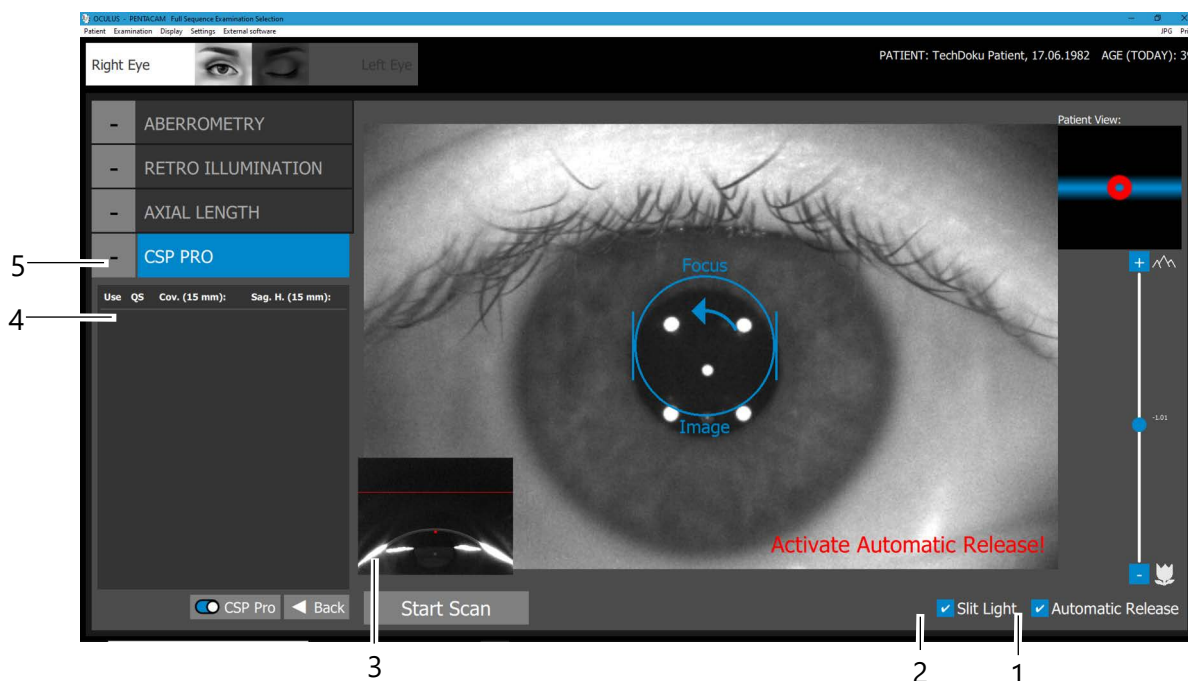 OCULUS - PENTACAM Full Sequence Examination Selection
Patient Examination Display Settings External software JPG Pri
Right Eye
Left Eye
PATIENT: TechDoku Patient, 17.06.1982 AGE (TODAY): 39
- ABERROMETRY
- RETRO ILLUMINATION
- AXIAL LENGTH
- CSP PRO
Use QS Cov. (15 mm): Sag. H. (15 mm):
Patient View:
Focus
Image
+
-1.01
-
Activate Automatic Release!
CSP Pro
Back
Start Scan
Slit Light
Automatic Release
5
4
3
2
1